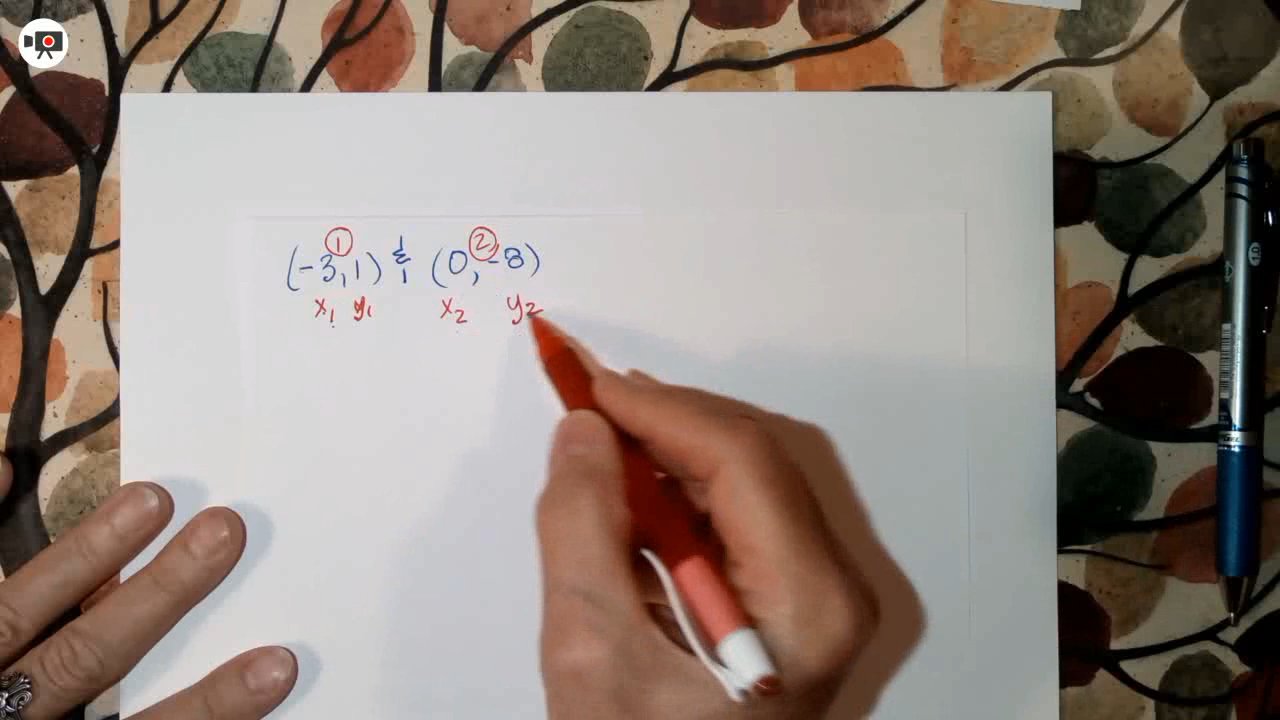 ① ②
(-3,1) & (0,-8)
x₁ y₁ x₂ y₂